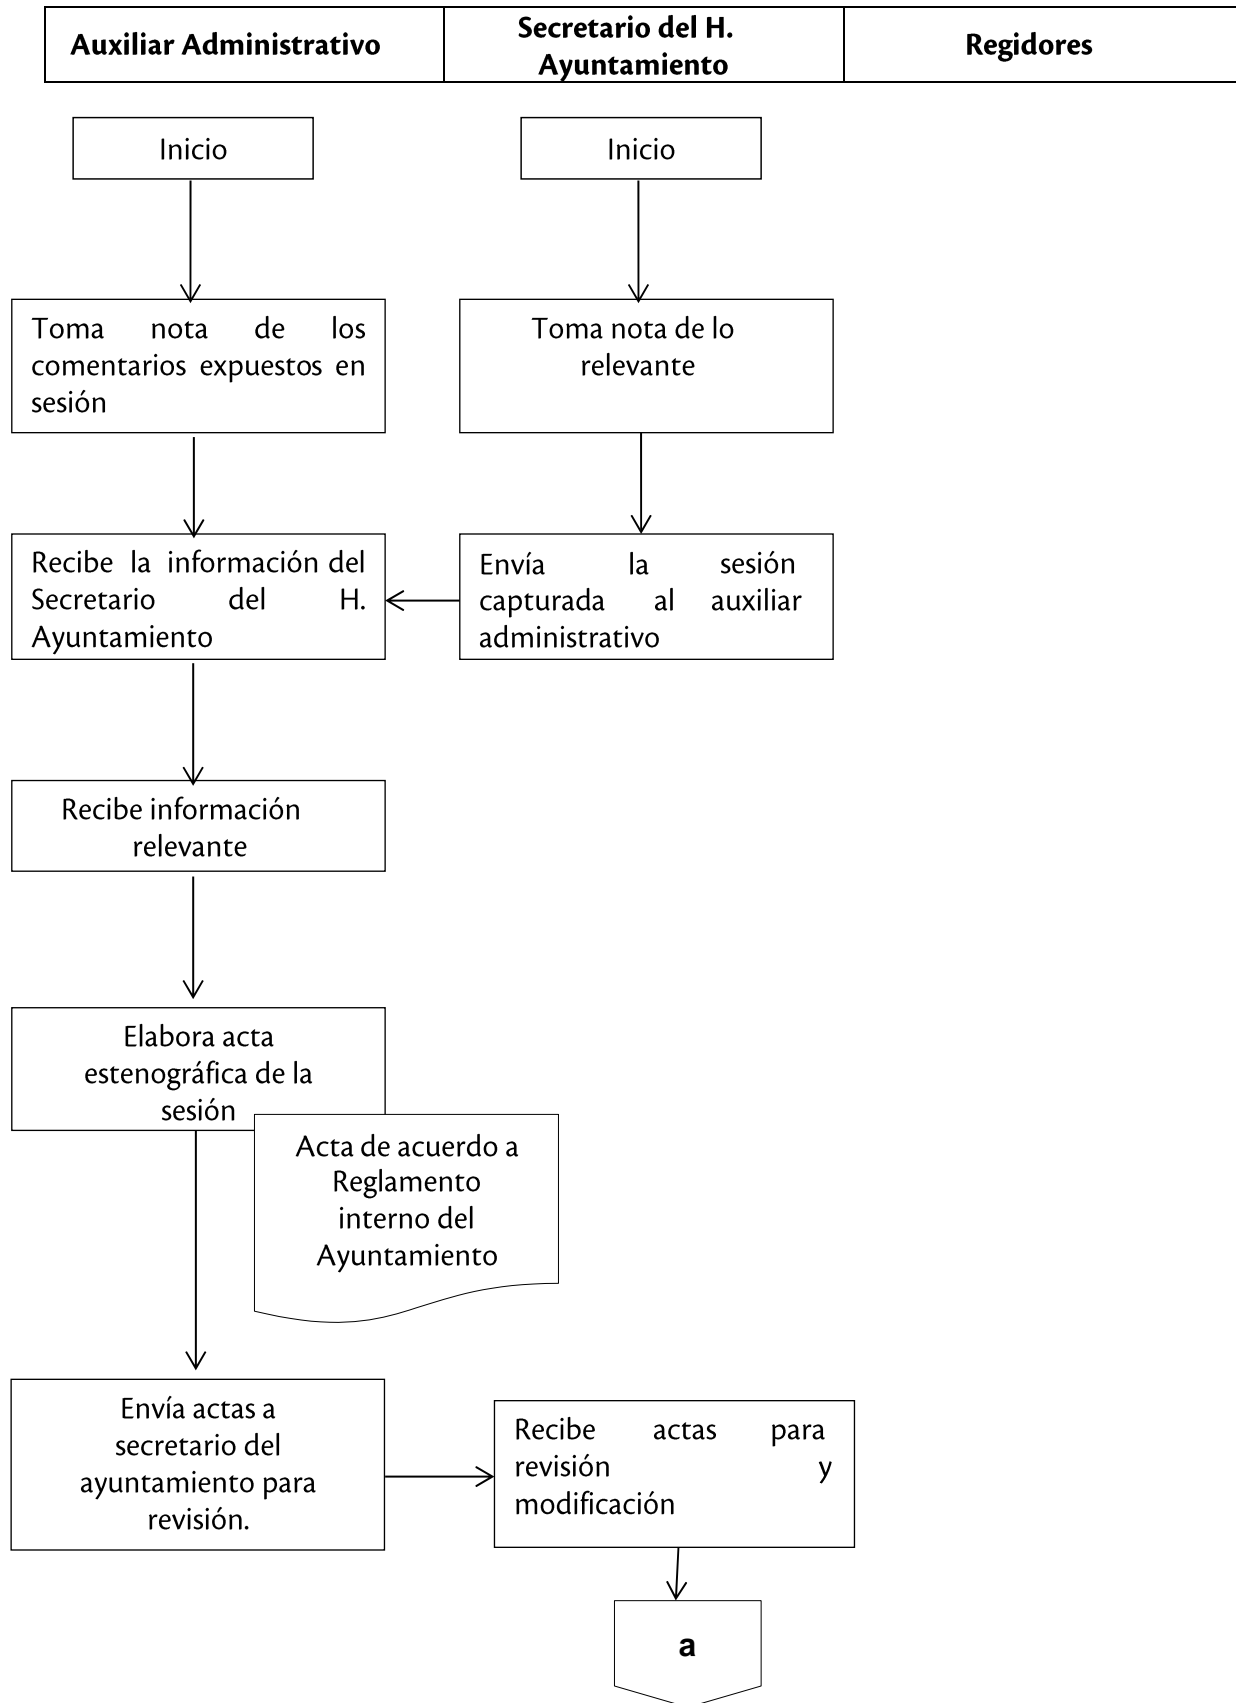 Auxiliar Administrativo
Secretario del H.
Ayuntamiento
Regidores
Inicio
Inicio
Toma nota de los
comentarios expuestos en
sesión
Toma nota de lo
relevante
Recibe la información del
Secretario del H.
Ayuntamiento
Envía la sesión
capturada al auxiliar
administrativo
Recibe información
relevante
Elabora acta
estenográfica de la
sesión
Acta de acuerdo a
Reglamento
interno del
Ayuntamiento
Envía actas a
secretario del
ayuntamiento para
revisión.
Recibe actas para
revisión y
modificación
a